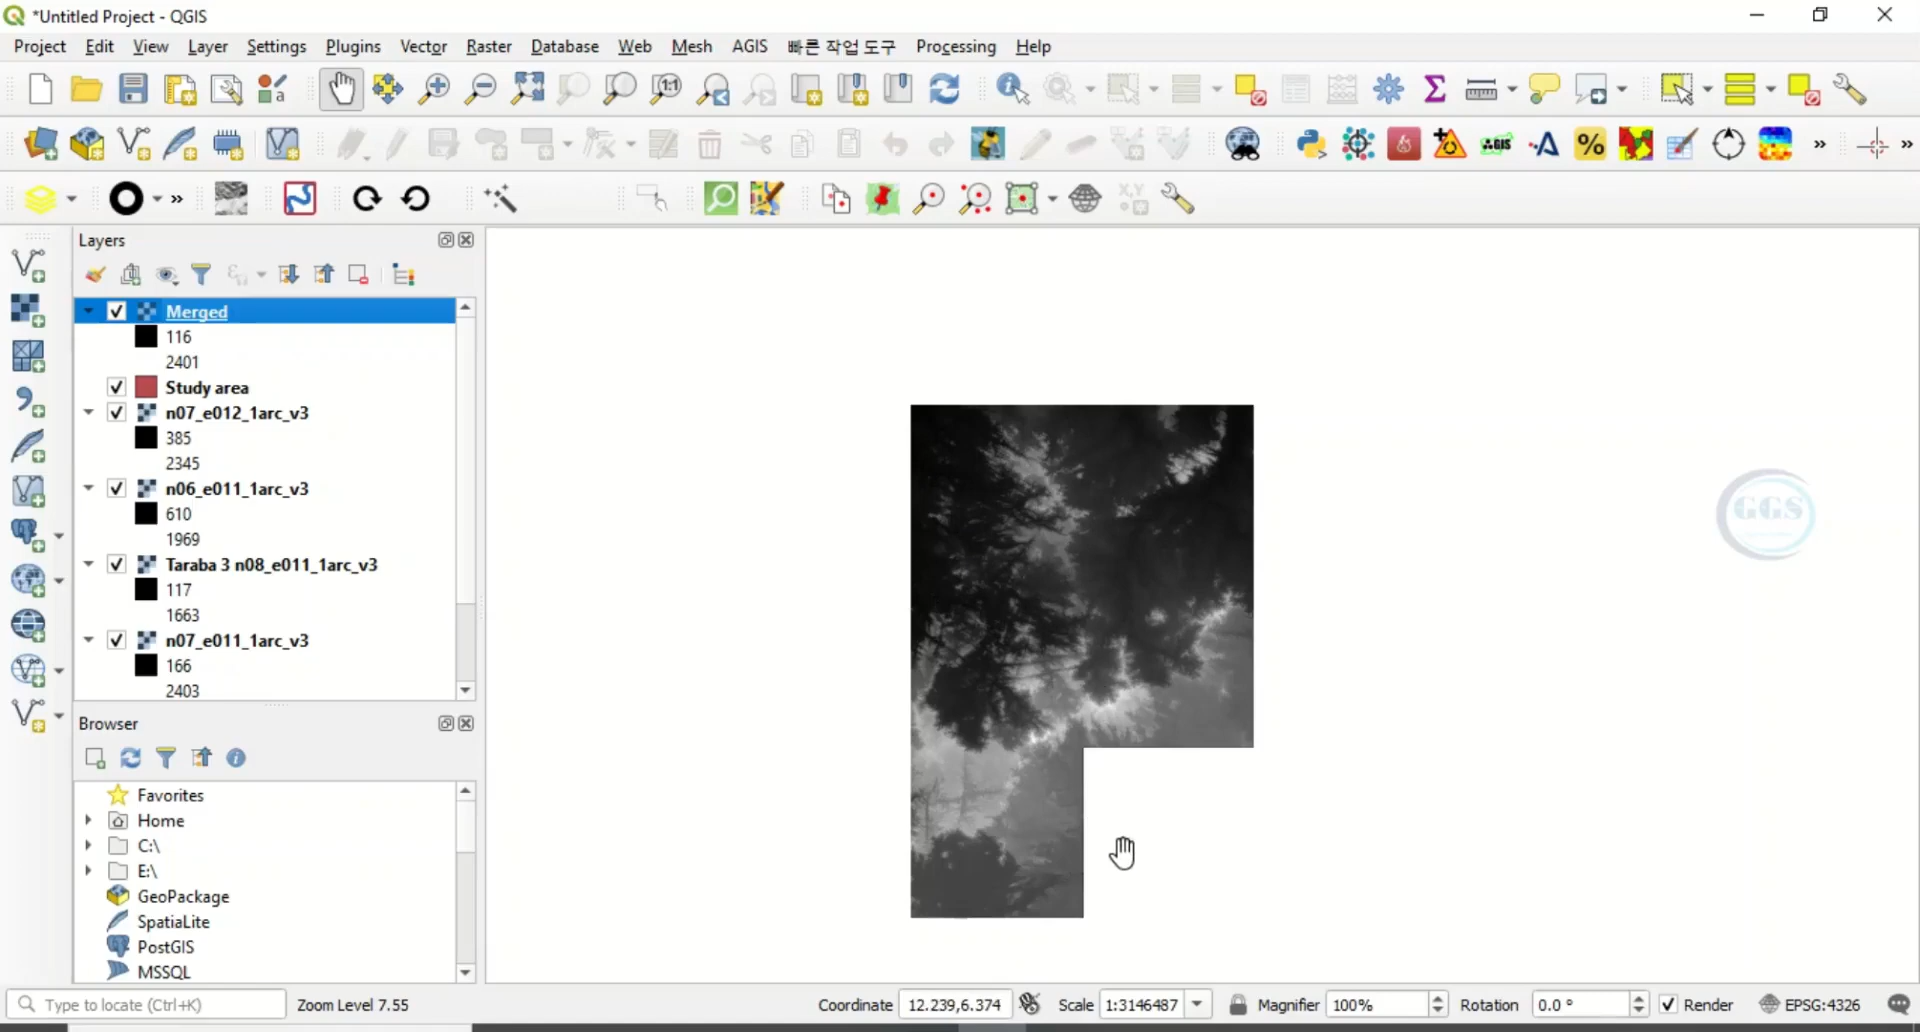 *Untitled Project - QGIS
Project Edit View Layer Settings Plugins Vector Raster Database Web Mesh AGIS 빠른 작업 도구 Processing Help
Layers
Merged
116
2401
Study area
n07_e012_1arc_v3
385
2345
n06_e011_1arc_v3
610
1969
Taraba 3 n08_e011_1arc_v3
117
1663
n07_e011_1arc_v3
166
2403
GGS
Browser
Favorites
Home
C:\
E:\
GeoPackage
SpatiaLite
PostGIS
MSSQL
Type to locate (Ctrl+K) Zoom Level 7.55 Coordinate 12.239,6.374 Scale 1:3146487 Magnifier 100% Rotation 0.0 ° Render EPSG:4326